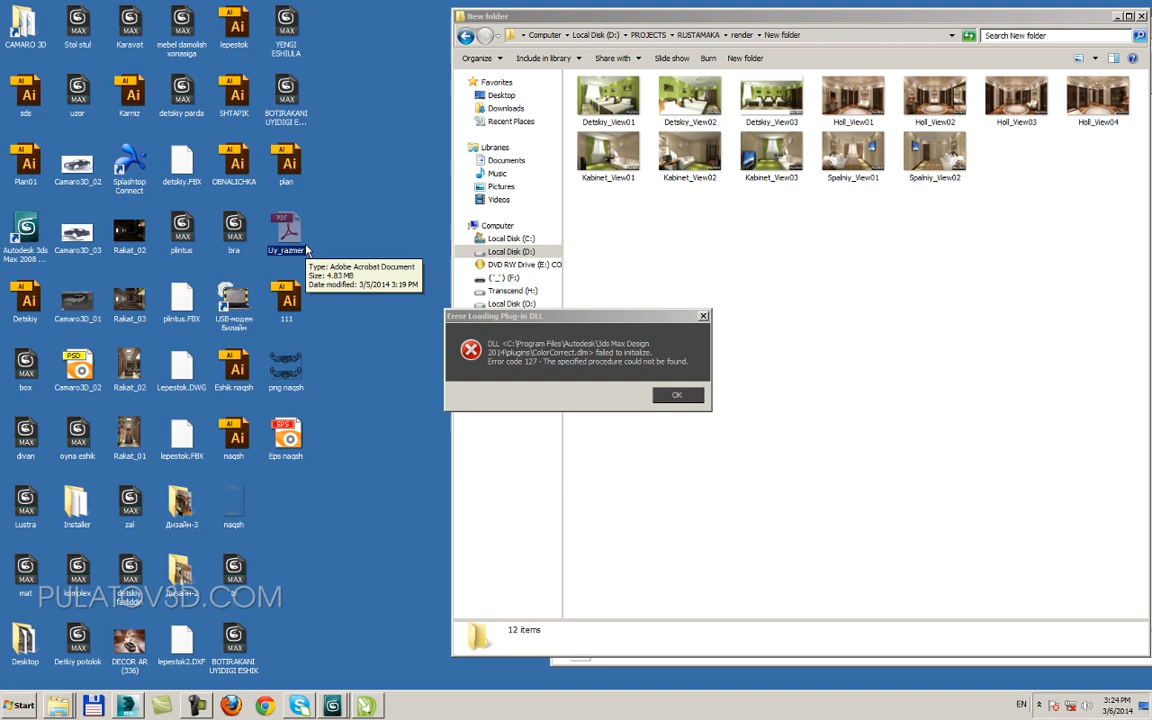 CAMARO 3D
Stol stul
Karavat
mebel damolish
xonasiga
lepestok
YENGI
ESHIULA
sds
uzor
Karniz
detskiy parda
SHTAPIK
BOTIRAKANI
UYIDIGI E...
Plan01
Camaro3D_02
Splashtop
Connect
detskiy.FBX
OBNALICHKA
plan
Autodesk 3ds
Max 2008 ...
Camaro3D_03
Rakat_02
plintus
bra
Uy_razmer
Type: Adobe Acrobat Document
Size: 4.83 MB
Date modified: 3/5/2014 3:19 PM
Detskiy
Camaro3D_01
Rakat_03
plintus.FBX
USB-модем
Билайн
111
box
Camaro3D_02
Rakat_02
Lepestok.DWG
Eshik naqsh
png naqsh
divan
oyna eshik
Rakat_01
lepestok.FBX
naqsh
Eps naqsh
Lustra
Installer
zal
Дизайн-3
naqsh
mat
komplex
detskiy
PULATOV3D.COM
Desktop
Detkiy potolok
DECOR AR
(336)
lepestok2.DXF
BOTIRAKANI
UYIDIGI ESHIK
New folder
Computer
Local Disk (D:)
PROJECTS
RUSTAMAKA
render
New folder
Search New folder
Organize
Include in library
Share with
Slide show
Burn
New folder
Favorites
Desktop
Downloads
Recent Places
Libraries
Documents
Music
Pictures
Videos
Computer
Local Disk (C:)
Local Disk (D:)
DVD RW Drive (E:) CO
(¯_¯) (F:)
Transcend (H:)
Local Disk (O:)
Detskiy_View01
Detskiy_View02
Detskiy_View03
Holl_View01
Holl_View02
Holl_View03
Holl_View04
Kabinet_View01
Kabinet_View02
Kabinet_View03
Spalniy_View01
Spalniy_View02
Error Loading Plug-in DLL
DLL <C:\Program Files\Autodesk\3ds Max Design
2014\plugins\ColorCorrect.dlm> failed to initialize.
Error code 127 - The specified procedure could not be found.
OK
12 items
Start
EN
3:24 PM
3/6/2014